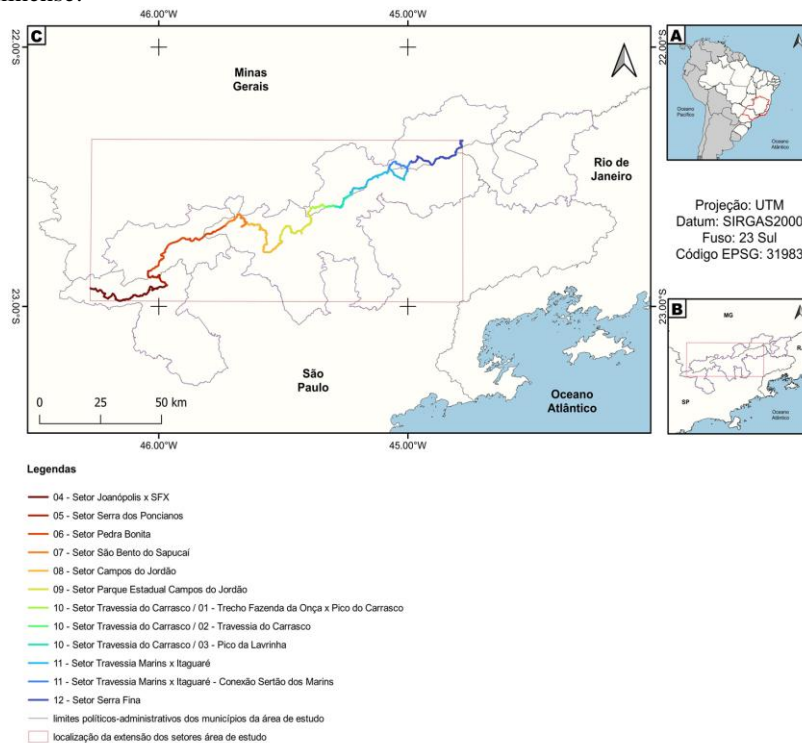 46.00°W
45.00°W
22.00°S
22.00°S
C
A
Minas
Gerais
Rio de
Janeiro
Oceano
Pacífico
Oceano
Atlântico
Projeção: UTM
Datum: SIRGAS2000
Fuso: 23 Sul
Código EPSG: 31983
23.00°S
23.00°S
B
MG
SP
Oceano
Atlântico
São
Paulo
Oceano
Atlântico
0 25 50 km
46.00°W
45.00°W
Legendas
04 - Setor Joanópolis x SFX
05 - Setor Serra dos Poncianos
06 - Setor Pedra Bonita
07 - Setor São Bento do Sapucaí
08 - Setor Campos do Jordão
09 - Setor Parque Estadual Campos do Jordão
10 - Setor Travessia do Carrasco / 01 - Trecho Fazenda da Onça x Pico do Carrasco
10 - Setor Travessia do Carrasco / 02 - Travessia do Carrasco
10 - Setor Travessia do Carrasco / 03 - Pico da Lavrinha
11 - Setor Travessia Marins x Itaguaré
11 - Setor Travessia Marins x Itaguaré - Conexão Sertão dos Marins
12 - Setor Serra Fina
limites políticos-administrativos dos municípios da área de estudo
localização da extensão dos setores área de estudo